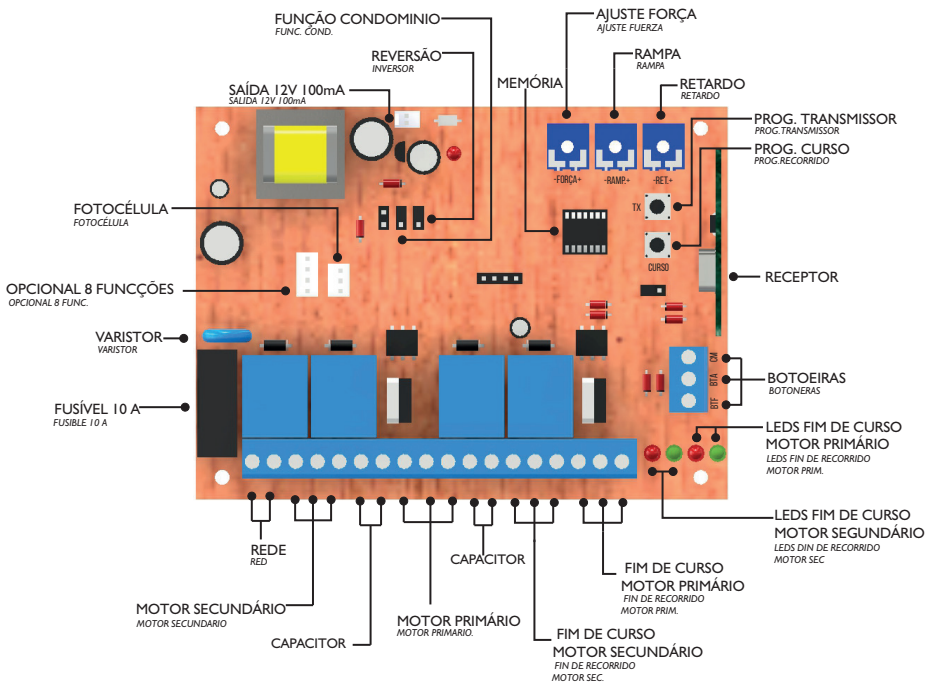 FUNÇÃO CONDOMINIO
FUNC. COND.
AJUSTE FORÇA
AJUSTE FUERZA
REVERSÃO
INVERSOR
RAMPA
RAMPA
MEMÓRIA
RETARDO
RETARDO
SAÍDA 12V 100mA
SALIDA 12V 100mA
PROG. TRANSMISSOR
PROG.TRANSMISSOR
PROG. CURSO
PROG.RECORRIDO
-FORÇA+
-RAMP.+
-RET.+
TX
CURSO
FOTOCÉLULA
FOTOCÉLULA
RECEPTOR
OPCIONAL 8 FUNCÇÕES
OPCIONAL 8 FUNC.
VARISTOR
VARISTOR
CM
BTA
BTF
BOTOEIRAS
BOTONERAS
FUSÍVEL 10 A
FUSIBLE 10 A
LEDS FIM DE CURSO
MOTOR PRIMÁRIO
LEDS FIN DE RECORRIDO
MOTOR PRIM.
LEDS FIM DE CURSO
MOTOR SEGUNDÁRIO
LEDS DIN DE RECORRIDO
MOTOR SEC
REDE
RED
CAPACITOR
FIM DE CURSO
MOTOR PRIMÁRIO
FIN DE RECORRIDO
MOTOR PRIM.
MOTOR SECUNDÁRIO
MOTOR SECUNDARIO
MOTOR PRIMÁRIO
MOTOR PRIMARIO.
CAPACITOR
FIM DE CURSO
MOTOR SECUNDÁRIO
FIN DE RECORRIDO
MOTOR SEC.